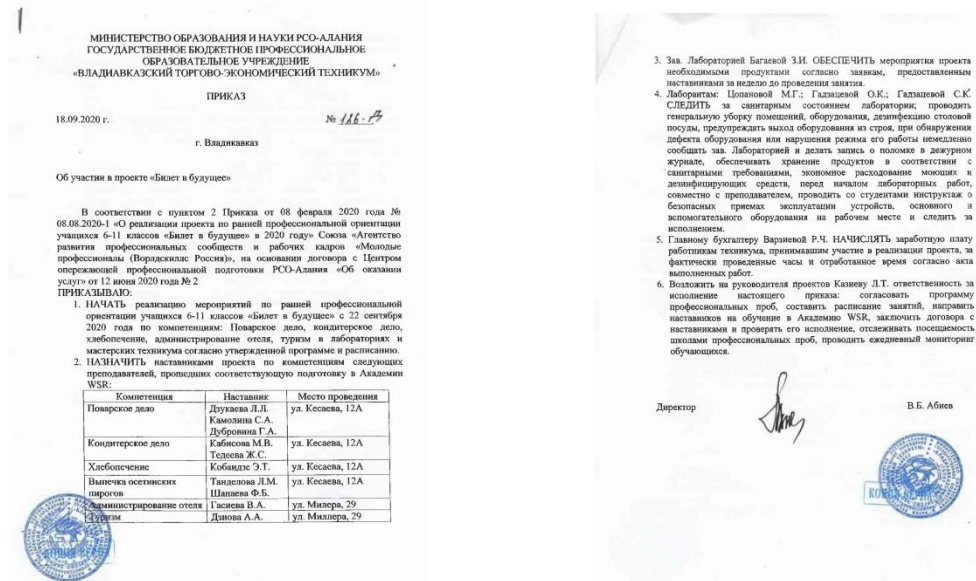 МИНИСТЕРСТВО ОБРАЗОВАНИЯ И НАУКИ РСО-АЛАНИЯ
ГОСУДАРСТВЕННОЕ БЮДЖЕТНОЕ ПРОФЕССИОНАЛЬНОЕ
ОБРАЗОВАТЕЛЬНОЕ УЧРЕЖДЕНИЕ
«ВЛАДИАВКАЗСКИЙ ТОРГОВО-ЭКОНОМИЧЕСКИЙ ТЕХНИКУМ»
ПРИКАЗ
18.09.2020 г. № 126-
г. Владикавказ
Об участии в проекте «Билет в будущее»
В соответствии с пунктом 2 Приказа от 08 февраля 2020 года №
08.08.2020-1 «О реализации проекта по ранней профессиональной ориентации
учащихся 6-11 классов «Билет в будущее» в 2020 году» Союза «Агентство
развития профессиональных сообществ и рабочих кадров «Молодые
профессионалы (Ворлдскиллс Россия)», на основании договора с Центром
опережающей профессиональной подготовки РСО-Алания «Об оказании
услуг» от 12 июня 2020 года № 2
ПРИКАЗЫВАЮ:
1. НАЧАТЬ реализацию мероприятий по ранней профессиональной
ориентации учащихся 6-11 классов «Билет в будущее» с 22 сентября
2020 года по компетенциям: Поварское дело, кондитерское дело,
хлебопечение, администрирование отеля, туризм в лабораториях и
мастерских техникума согласно утвержденной программе и расписанию.
2. НАЗНАЧИТЬ наставниками проекта по компетенциям следующих
преподавателей, прошедших соответствующую подготовку в Академии
WSR:
Компетенция Наставник Место проведения
Поварское дело Дзукаева Л.Л. ул. Кесаева, 12А
Камолина С.А.
Дубровина Г.А.
Кондитерское дело Кабисова М.В. ул. Кесаева, 12А
Тедеева Ж.С.
Хлебопечение Кобаидзе Э.Т. ул. Кесаева, 12А
Выпечка осетинских Танделова Л.М. ул. Кесаева, 12А
пирогов Шанаева Ф.Б.
Администрирование отеля Гасиева В.А. ул. Милера, 29
Туризм Дзиова А.А. ул. Миллера, 29
КОПИЯ ВЕРНА
3. Зав. Лабораторией Багаевой З.И. ОБЕСПЕЧИТЬ мероприятия проекта
необходимыми продуктами согласно заявкам, предоставленным
наставниками за неделю до проведения занятия.
4. Лаборантам: Цопановой М.Г.; Гадзацевой О.К.; Гадзацевой С.К.
СЛЕДИТЬ за санитарным состоянием лаборатории; проводить
генеральную уборку помещений, оборудования, дезинфекцию столовой
посуды, предупреждать выход оборудования из строя, при обнаружении
дефекта оборудования или нарушения режима его работы немедленно
сообщать зав. Лабораторией и делать запись о поломке в дежурном
журнале, обеспечивать хранение продуктов в соответствии с
санитарными требованиями, экономное расходование моющих и
дезинфицирующих средств, перед началом лабораторных работ,
совместно с преподавателем, проводить со студентами инструктаж о
безопасных приемах эксплуатации устройств, основного и
вспомогательного оборудования на рабочем месте и следить за
исполнением.
5. Главному бухгалтеру Варзиевой Р.Ч. НАЧИСЛЯТЬ заработную плату
работникам техникума, принимавшим участие в реализации проекта, за
фактически проведенные часы и отработанное время согласно акта
выполненных работ.
6. Возложить на руководителя проектов Казиеву Л.Т. ответственность за
исполнение настоящего приказа: согласовать программу
профессиональных проб, составить расписание занятий, направить
наставников на обучение в Академию WSR, заключить договора с
наставниками и проверять его исполнение, отслеживать посещаемость
школами профессиональных проб, проводить ежедневный мониторинг
обучающихся.
Директор В.Б. Абиев
КОПИЯ ВЕРНА